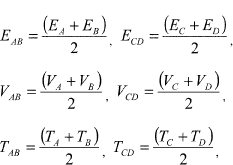 E_{AB} = \frac{(E_A + E_B)}{2}, E_{CD} = \frac{(E_C + E_D)}{2},
V_{AB} = \frac{(V_A + V_B)}{2}, V_{CD} = \frac{(V_C + V_D)}{2},
T_{AB} = \frac{(T_A + T_B)}{2}, T_{CD} = \frac{(T_C + T_D)}{2},